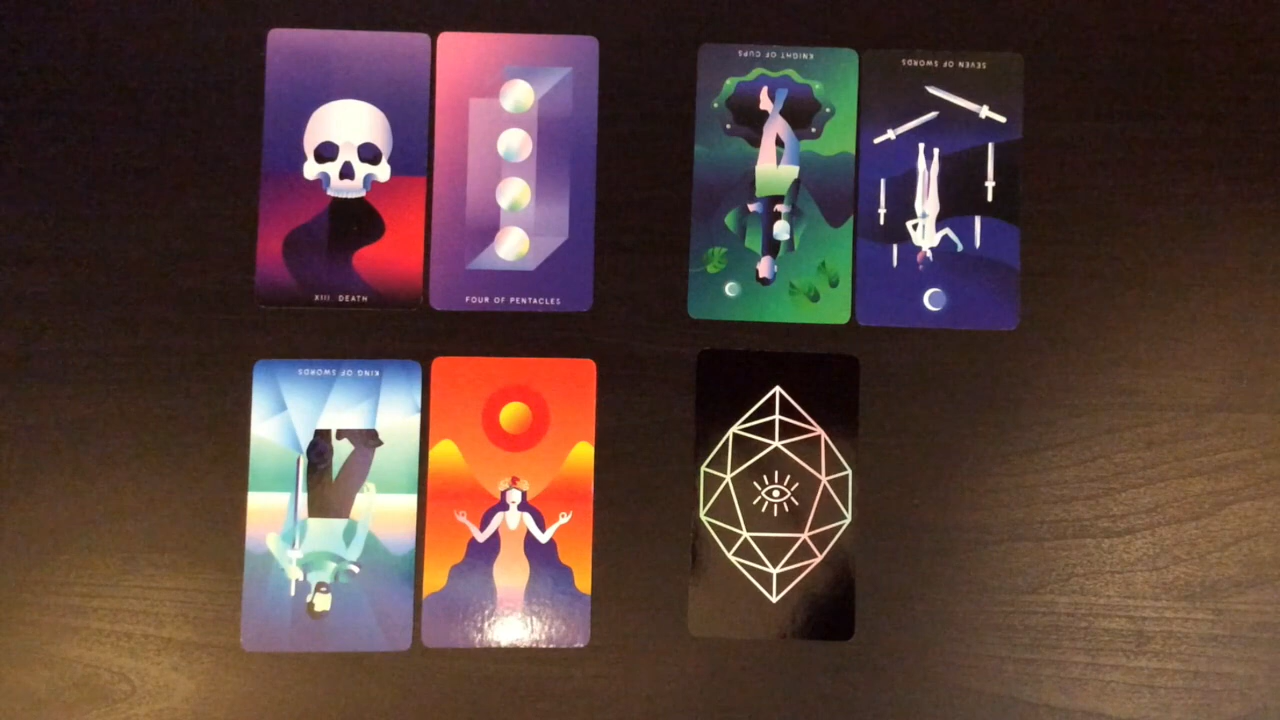 XIII DEATH
FOUR OF PENTACLES
KNIGHT OF CUPS
SEVEN OF SWORDS
KING OF SWORDS